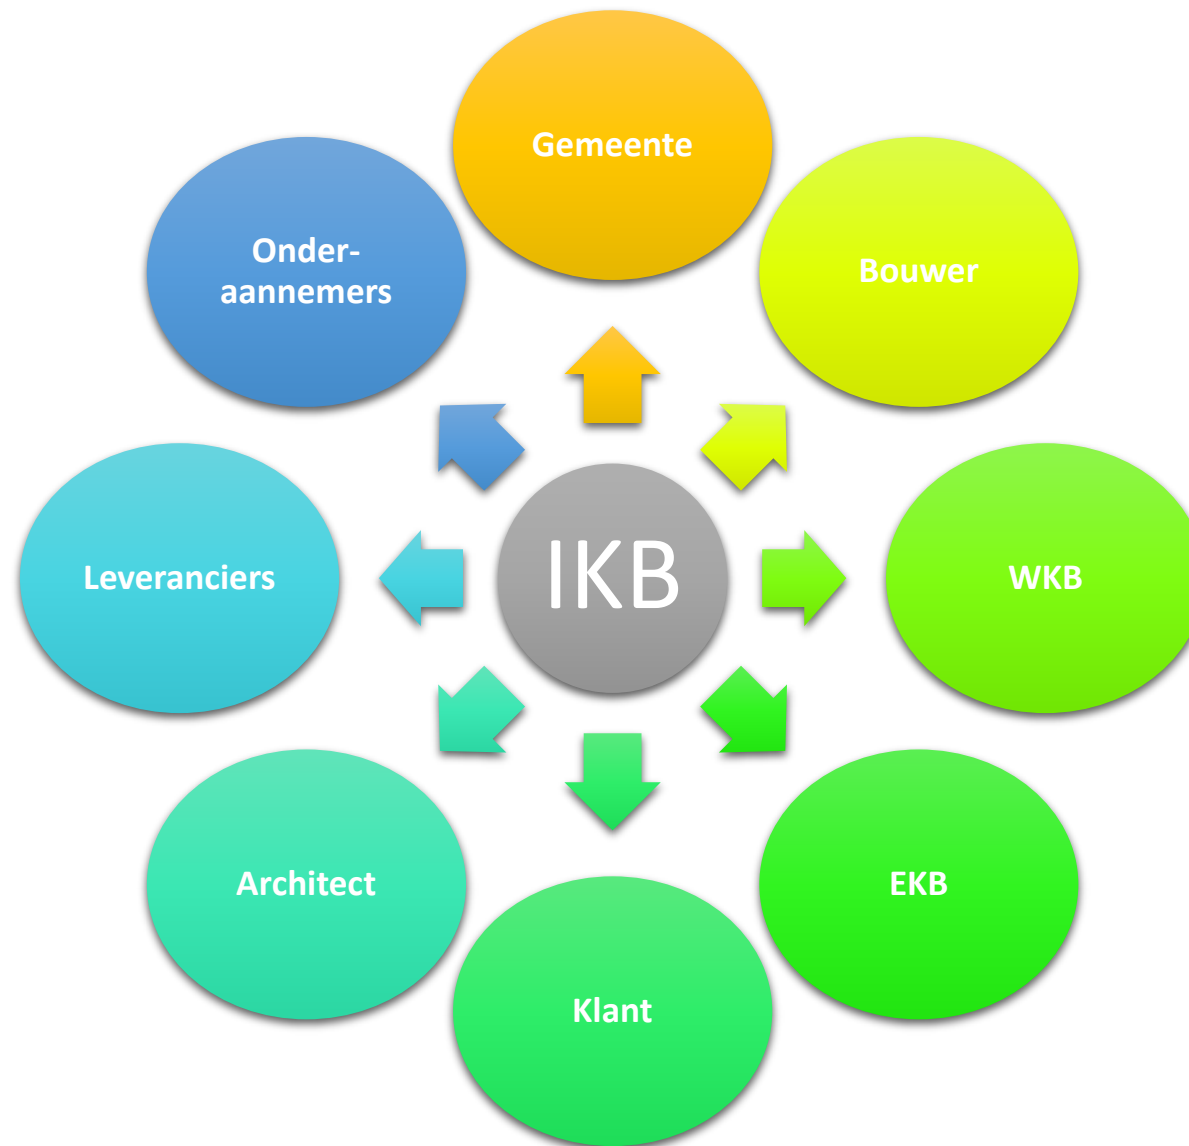 Gemeente
Bouwer
WKB
EKB
Klant
Architect
Leveranciers
Onder-
aannemers
IKB